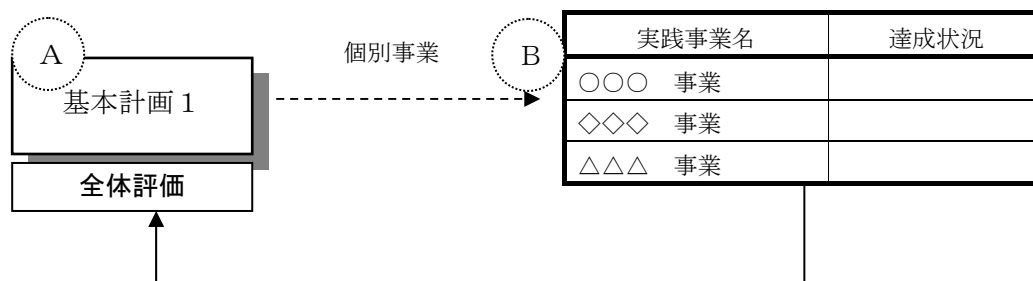 A
基本計画１
全体評価
個別事業
B
実践事業名 達成状況
○○○　事業
◇◇◇　事業
△△△　事業